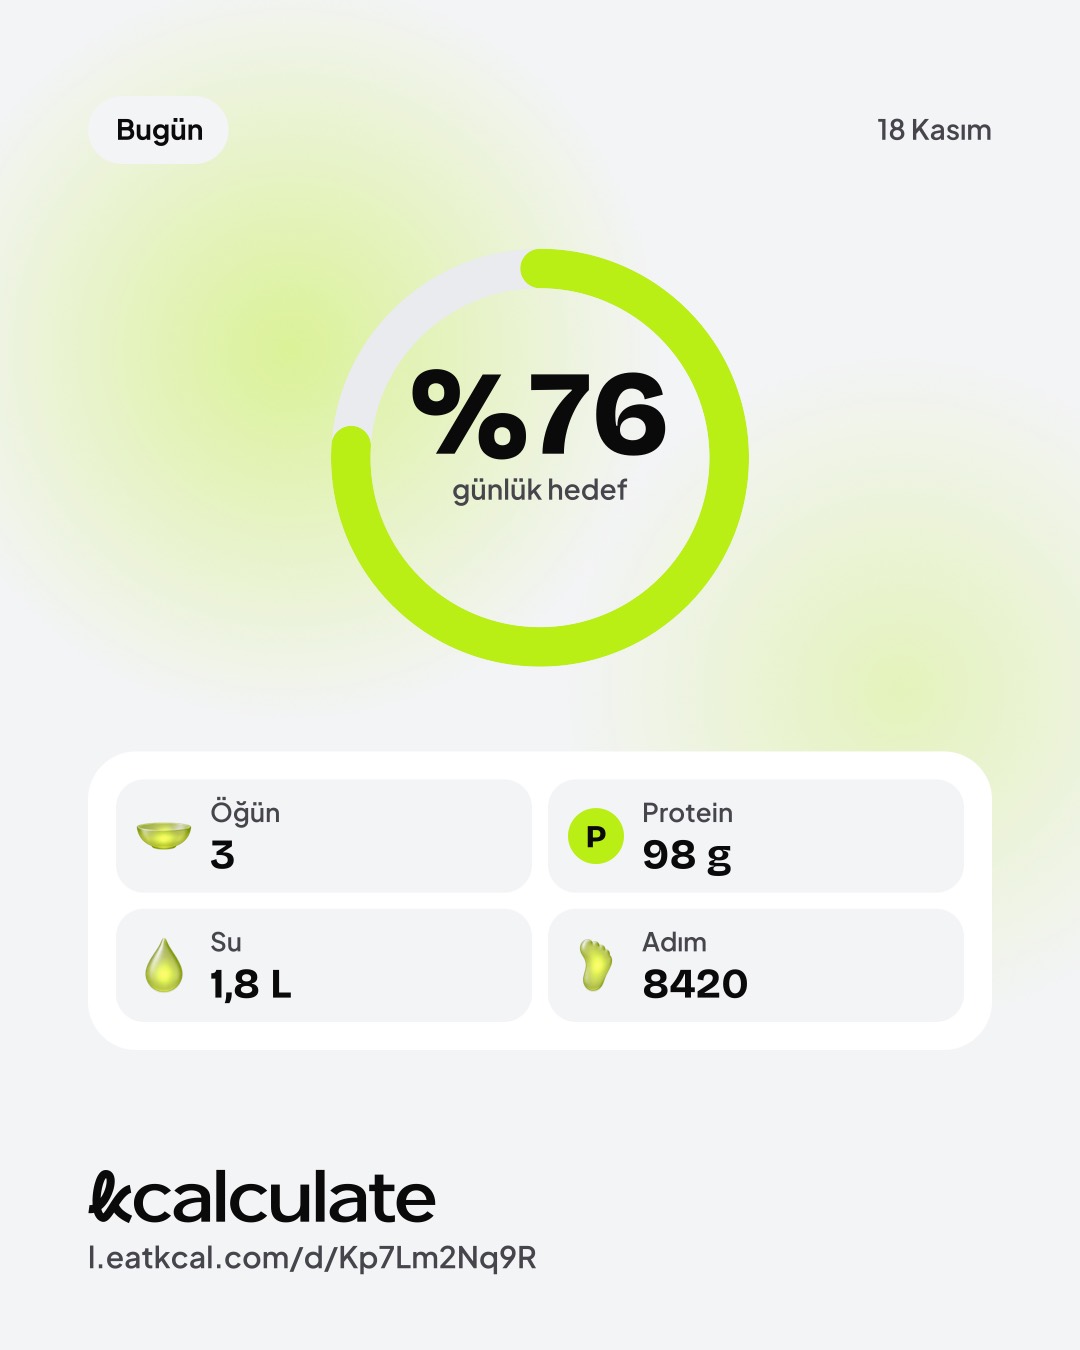 Bugün
18 Kasım
%76
günlük hedef
Öğün
3
Protein
P
98 g
Su
1,8 L
Adım
8420
kcalculate
l.eatkcal.com/d/Kp7Lm2Nq9R